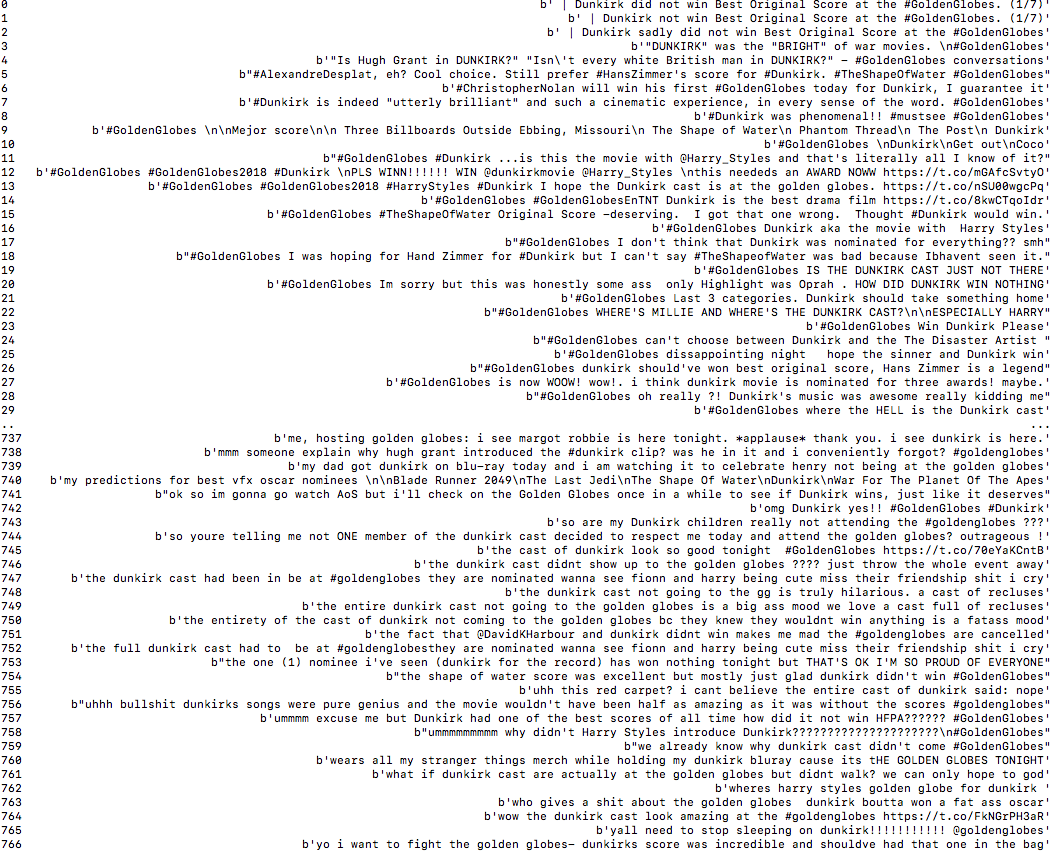 0 b' | Dunkirk did not win Best Original Score at the #GoldenGlobes. (1/7)'
1 b' | Dunkirk not win Best Original Score at the #GoldenGlobes. (1/7)'
2 b' | Dunkirk sadly did not win Best Original Score at the #GoldenGlobes'
3 b'"DUNKIRK" was the "BRIGHT" of war movies. \n#GoldenGlobes'
4 b'"Is Hugh Grant in DUNKIRK?" "Isn\'t every white British man in DUNKIRK?" - #GoldenGlobes conversations'
5 b"#AlexandreDesplat, eh? Cool choice. Still prefer #HansZimmer's score for #Dunkirk. #TheShapeOfWater #GoldenGlobes"
6 b'#ChristopherNolan will win his first #GoldenGlobes today for Dunkirk, I guarantee it'
7 b'#Dunkirk is indeed "utterly brilliant" and such a cinematic experience, in every sense of the word. #GoldenGlobes'
8 b'#Dunkirk was phenomenal!! #mustsee #GoldenGlobes'
9 b'#GoldenGlobes \n\nMejor score\n\n Three Billboards Outside Ebbing, Missouri\n The Shape of Water\n Phantom Thread\n The Post\n Dunkirk'
10 b'#GoldenGlobes \nDunkirk\nGet out\nCoco'
11 b"#GoldenGlobes #Dunkirk ...is this the movie with @Harry_Styles and that's literally all I know of it?"
12 b'#GoldenGlobes #GoldenGlobes2018 #Dunkirk \nPLS WINN!!!!!! WIN @dunkirkmovie @Harry_Styles \nthis neededs an AWARD NOWW https://t.co/mGAfcSvtyO'
13 b'#GoldenGlobes #GoldenGlobes2018 #HarryStyles #Dunkirk I hope the Dunkirk cast is at the golden globes. https://t.co/nSU00wgcPq'
14 b'#GoldenGlobes #GoldenGlobesEnTNT Dunkirk is the best drama film https://t.co/8kwCTqoIdr'
15 b'#GoldenGlobes #TheShapeOfWater Original Score -deserving.  I got that one wrong.  Thought #Dunkirk would win.'
16 b'#GoldenGlobes Dunkirk aka the movie with  Harry Styles'
17 b"#GoldenGlobes I don't think that Dunkirk was nominated for everything?? smh"
18 b"#GoldenGlobes I was hoping for Hand Zimmer for #Dunkirk but I can't say #TheShapeofWater was bad because Ibhavent seen it."
19 b'#GoldenGlobes IS THE DUNKIRK CAST JUST NOT THERE'
20 b'#GoldenGlobes Im sorry but this was honestly some ass  only Highlight was Oprah . HOW DID DUNKIRK WIN NOTHING'
21 b'#GoldenGlobes Last 3 categories. Dunkirk should take something home'
22 b"#GoldenGlobes WHERE'S MILLIE AND WHERE'S THE DUNKIRK CAST?\n\nESPECIALLY HARRY"
23 b'#GoldenGlobes Win Dunkirk Please'
24 b"#GoldenGlobes can't choose between Dunkirk and the The Disaster Artist "
25 b'#GoldenGlobes dissappointing night   hope the sinner and Dunkirk win'
26 b"#GoldenGlobes dunkirk should've won best original score, Hans Zimmer is a legend"
27 b'#GoldenGlobes is now WOOW! wow!. i think dunkirk movie is nominated for three awards! maybe.'
28 b"#GoldenGlobes oh really ?! Dunkirk's music was awesome really kidding me"
29 b'#GoldenGlobes where the HELL is the Dunkirk cast'
.. ...
737 b'me, hosting golden globes: i see margot robbie is here tonight. *applause* thank you. i see dunkirk is here.'
738 b'mmm someone explain why hugh grant introduced the #dunkirk clip? was he in it and i conveniently forgot? #goldenglobes'
739 b'my dad got dunkirk on blu-ray today and i am watching it to celebrate henry not being at the golden globes'
740 b'my predictions for best vfx oscar nominees \n\nBlade Runner 2049\nThe Last Jedi\nThe Shape Of Water\nDunkirk\nWar For The Planet Of The Apes'
741 b"ok so im gonna go watch AoS but i'll check on the Golden Globes once in a while to see if Dunkirk wins, just like it deserves"
742 b'omg Dunkirk yes!! #GoldenGlobes #Dunkirk'
743 b'so are my Dunkirk children really not attending the #goldenglobes ???'
744 b'so youre telling me not ONE member of the dunkirk cast decided to respect me today and attend the golden globes? outrageous !'
745 b'the cast of dunkirk look so good tonight  #GoldenGlobes https://t.co/70eYaKCntB'
746 b'the dunkirk cast didnt show up to the golden globes ???? just throw the whole event away'
747 b'the dunkirk cast had been in be at #goldenglobes they are nominated wanna see fionn and harry being cute miss their friendship shit i cry'
748 b'the dunkirk cast not going to the gg is truly hilarious. a cast of recluses'
749 b'the entire dunkirk cast not going to the golden globes is a big ass mood we love a cast full of recluses'
750 b'the entirety of the cast of dunkirk not coming to the golden globes bc they knew they wouldnt win anything is a fatass mood'
751 b'the fact that @DavidKHarbour and dunkirk didnt win makes me mad the #goldenglobes are cancelled'
752 b'the full dunkirk cast had to  be at #goldenglobesthey are nominated wanna see fionn and harry being cute miss their friendship shit i cry'
753 b"the one (1) nominee i've seen (dunkirk for the record) has won nothing tonight but THAT'S OK I'M SO PROUD OF EVERYONE"
754 b"the shape of water score was excellent but mostly just glad dunkirk didn't win #GoldenGlobes"
755 b'uhh this red carpet? i cant believe the entire cast of dunkirk said: nope'
756 b"uhhh bullshit dunkirks songs were pure genius and the movie wouldn't have been half as amazing as it was without the scores #goldenglobes"
757 b'ummmm excuse me but Dunkirk had one of the best scores of all time how did it not win HFPA?????? #GoldenGlobes'
758 b"ummmmmmmmm why didn't Harry Styles introduce Dunkirk?????????????????????\n#GoldenGlobes"
759 b"we already know why dunkirk cast didn't come #GoldenGlobes"
760 b'wears all my stranger things merch while holding my dunkirk bluray cause its tHE GOLDEN GLOBES TONIGHT'
761 b'what if dunkirk cast are actually at the golden globes but didnt walk? we can only hope to god'
762 b'wheres harry styles golden globe for dunkirk '
763 b'who gives a shit about the golden globes  dunkirk boutta won a fat ass oscar'
764 b'wow the dunkirk cast look amazing at the #goldenglobes https://t.co/FkNGrPH3aR'
765 b'yall need to stop sleeping on dunkirk!!!!!!!!!!! @goldenglobes'
766 b'yo i want to fight the golden globes- dunkirks score was incredible and shouldve had that one in the bag'